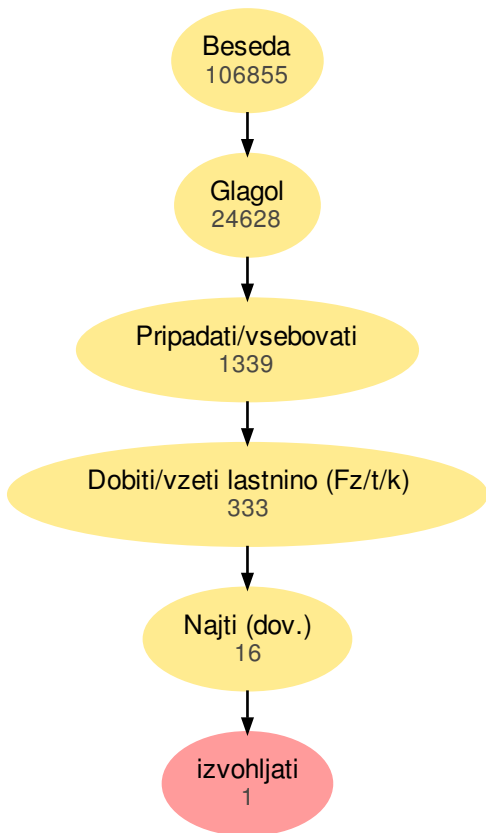 Beseda
106855
Glagol
24628
Pripadati/vsebovati
1339
Dobiti/vzeti lastnino (Fz/t/k)
333
Najti (dov.)
16
izvohljati
1